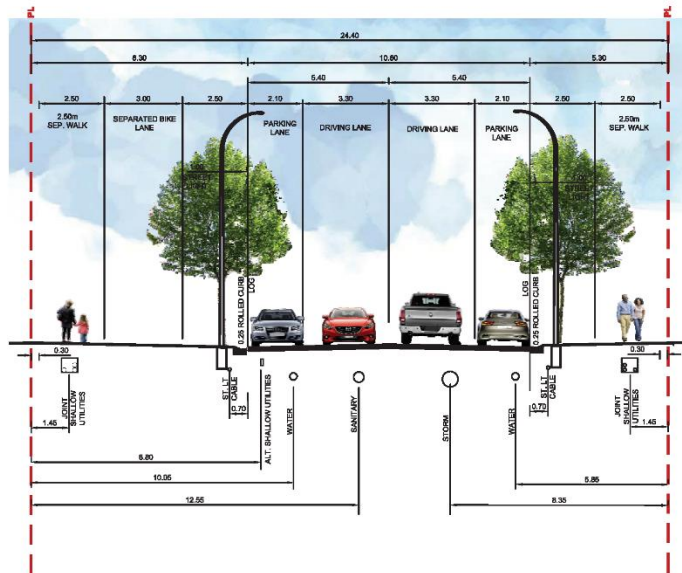 PL
PL
24.40
8.30
10.80
5.30
5.40
5.40
2.50
3.00
2.50
2.10
3.30
3.30
2.10
2.50
2.50
2.50m
SEP. WALK
SEPARATED BIKE
LANE
PARKING
LANE
DRIVING LANE
DRIVING LANE
PARKING
LANE
2.50m
SEP. WALK
0.25 ROLLED CURB
LOG
LOG
0.25 ROLLED CURB
0.30
0.30
JOINT
SHALLOW
UTILITIES
ST. LT
CABLE
0.70
ALT. SHALLOW UTILITIES
WATER
SANITARY
STORM
WATER
ST. LT
CABLE
0.70
JOINT
SHALLOW
UTILITIES
1.45
1.45
8.80
10.05
5.85
12.55
8.35